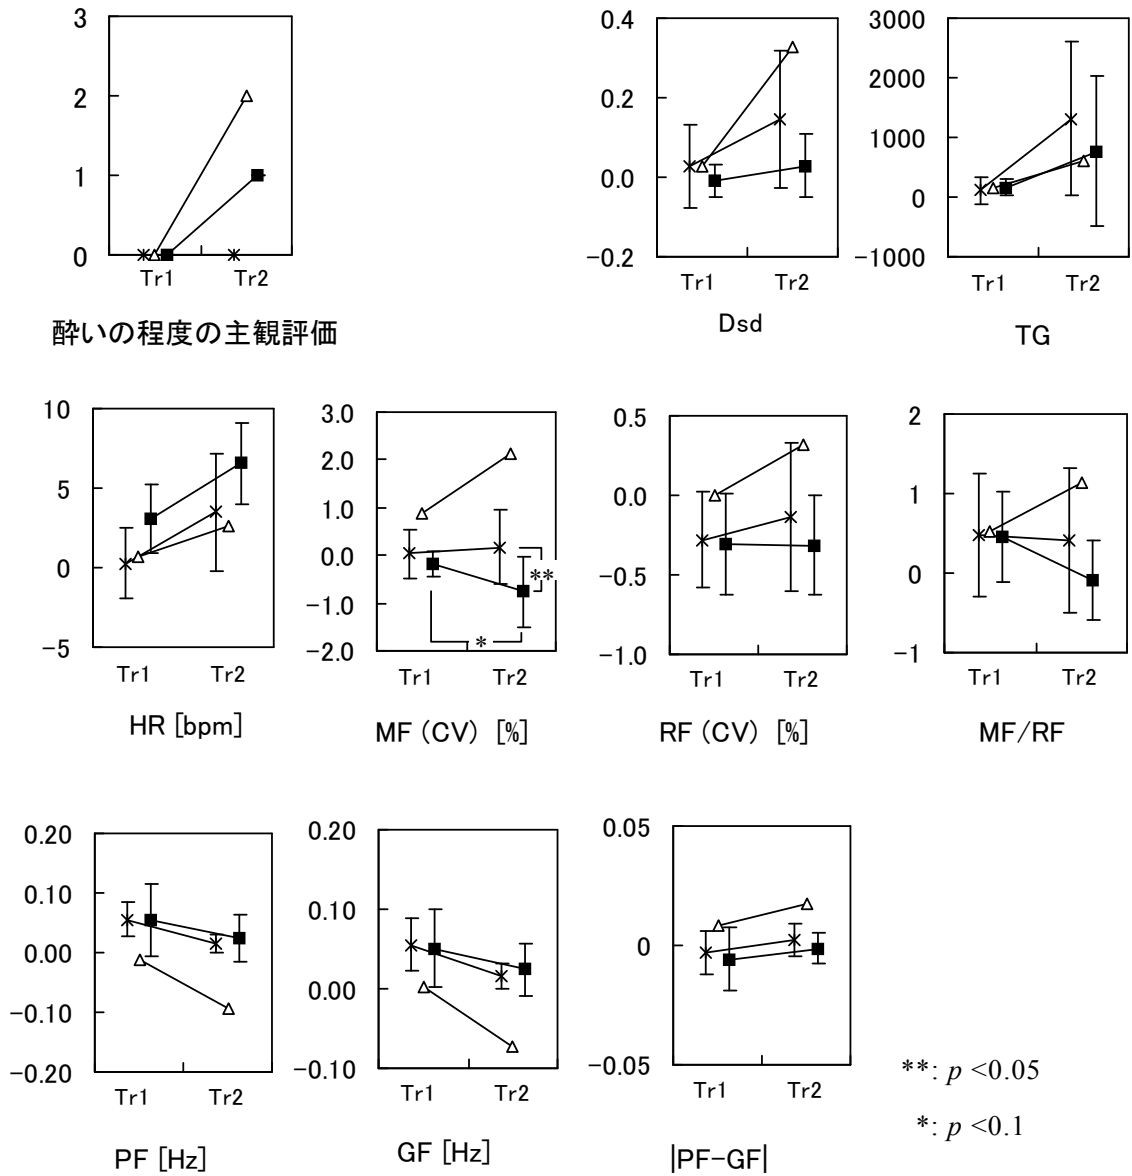 3
2
1
0
Tr1 Tr2
酔いの程度の主観評価
0.4
0.2
0.0
−0.2
Tr1 Tr2
Dsd
3000
2000
1000
0
−1000
Tr1 Tr2
TG
10
5
0
−5
Tr1 Tr2
HR [bpm]
3.0
2.0
1.0
0.0
−1.0
−2.0
**
*
Tr1 Tr2
MF (CV) [%]
0.5
0.0
−0.5
−1.0
Tr1 Tr2
RF (CV) [%]
2
1
0
−1
Tr1 Tr2
MF/RF
0.20
0.10
0.00
−0.10
−0.20
Tr1 Tr2
PF [Hz]
0.20
0.10
0.00
−0.10
Tr1 Tr2
GF [Hz]
0.05
0
−0.05
Tr1 Tr2
|PF−GF|
**: p <0.05
*: p <0.1